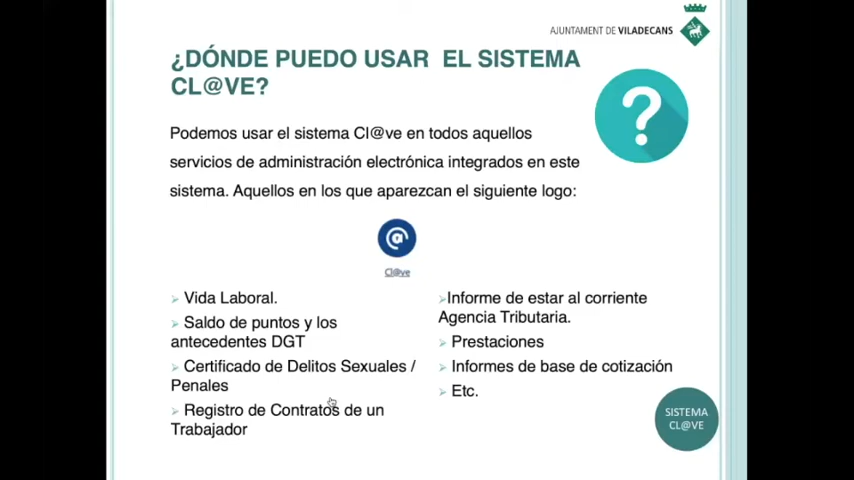 AJUNTAMENT DE VILADECANS
¿DÓNDE PUEDO USAR EL SISTEMA
CL@VE?
Podemos usar el sistema Cl@ve en todos aquellos
servicios de administración electrónica integrados en este
sistema. Aquellos en los que aparezcan el siguiente logo:
@
Cl@ve
Vida Laboral.
Saldo de puntos y los
antecedentes DGT
Certificado de Delitos Sexuales /
Penales
Registro de Contratos de un
Trabajador
Informe de estar al corriente
Agencia Tributaria.
Prestaciones
Informes de base de cotización
Etc.
SISTEMA
CL@VE